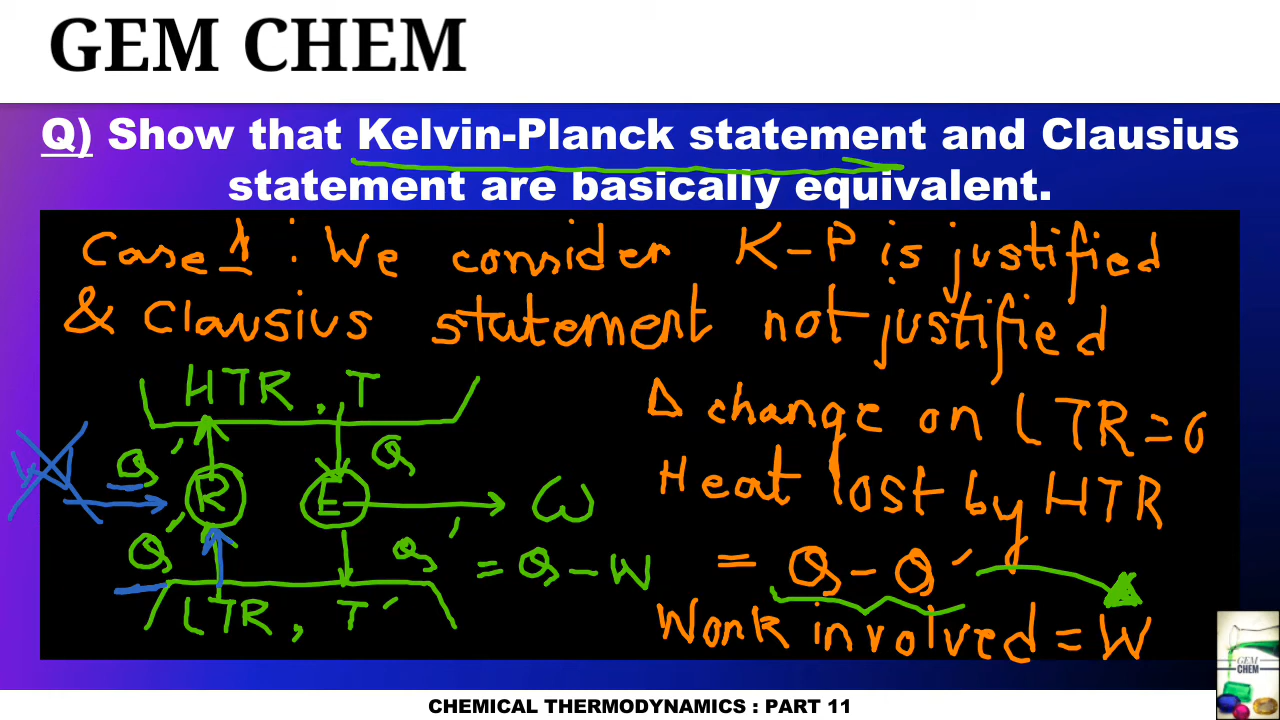 GEM CHEM
Q) Show that Kelvin-Planck statement and Clausius
statement are basically equivalent.
Case 1 : We consider K-P is justified
& Clausius statement not justified
HTR, T
Δ change on LTR = 0
Q' Q
Heat lost by HTR
R E W
Q' Q' = Q - W
= Q - Q'
LTR, T'
Work involved = W
GEM
CHEM
CHEMICAL THERMODYNAMICS : PART 11